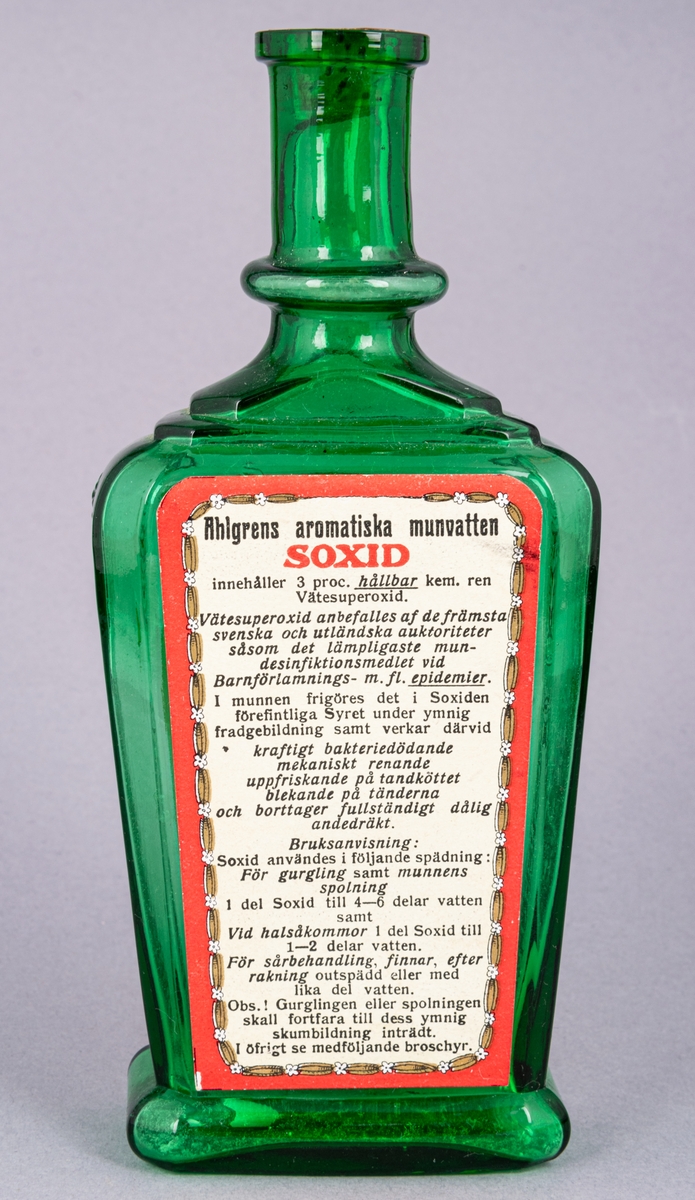 Ahlgrens aromatiska munvatten
SOXID
innehåller 3 proc. hållbar kem. ren
Vätesuperoxid.
Vätesuperoxid anbefalles af de främsta
svenska och utländska auktoriteter
såsom det lämpligaste mun-
desinfiktionsmedlet vid
Barnförlamnings- m. fl. epidemier.
I munnen frigöres det i Soxiden
förefintliga Syret under ymnig
fradgebildning samt verkar därvid
kraftigt bakteriedödande
mekaniskt renande
uppfriskande på tandköttet
blekande på tänderna
och borttager fullständigt dålig
andedräkt.
Bruksanvisning:
Soxid användes i följande spädning:
För gurgling samt munnens
spolning
1 del Soxid till 4—6 delar vatten
samt
Vid halsåkommor 1 del Soxid till
1—2 delar vatten.
För sårbehandling, finnar, efter
rakning outspädd eller med
lika del vatten.
Obs.! Gurglingen eller spolningen
skall fortfara till dess ymnig
skumbildning inträdt.
I öfrigt se medföljande broschyr.